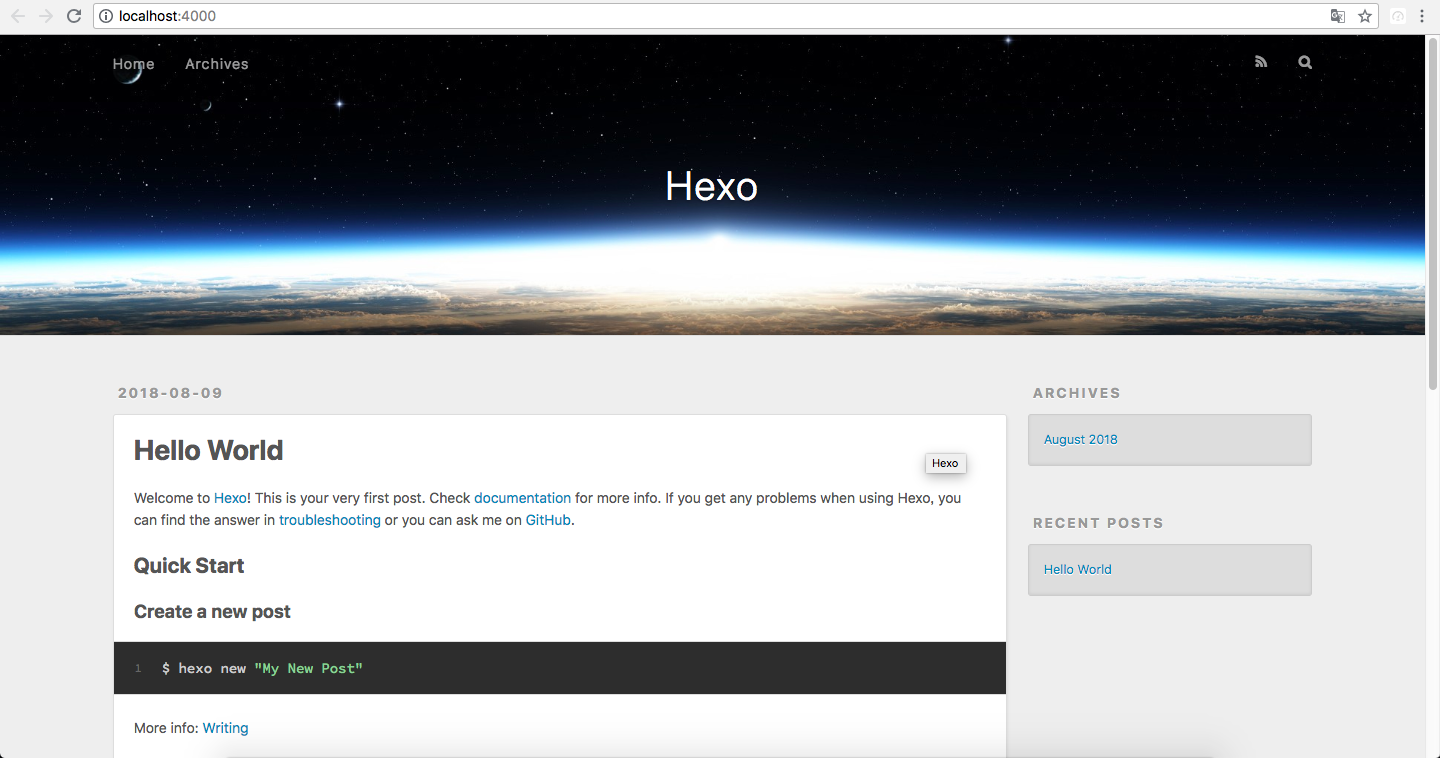 localhost:4000
Home Archives
Hexo
2018-08-09
Hello World
Hexo
Welcome to Hexo! This is your very first post. Check documentation for more info. If you get any problems when using Hexo, you
can find the answer in troubleshooting or you can ask me on GitHub.
Quick Start
Create a new post
1 $ hexo new "My New Post"
More info: Writing
ARCHIVES
August 2018
RECENT POSTS
Hello World